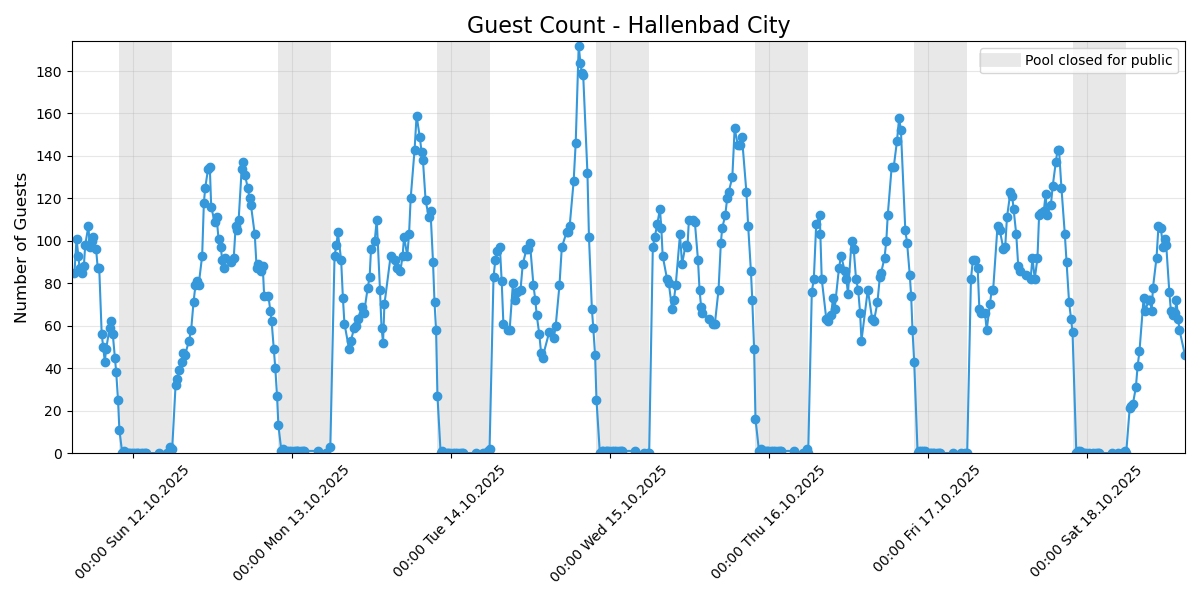 Guest Count - Hallenbad City
Pool closed for public
Number of Guests
180
160
140
120
100
80
60
40
20
0
00:00 Sun 12.10.2025
00:00 Mon 13.10.2025
00:00 Tue 14.10.2025
00:00 Wed 15.10.2025
00:00 Thu 16.10.2025
00:00 Fri 17.10.2025
00:00 Sat 18.10.2025